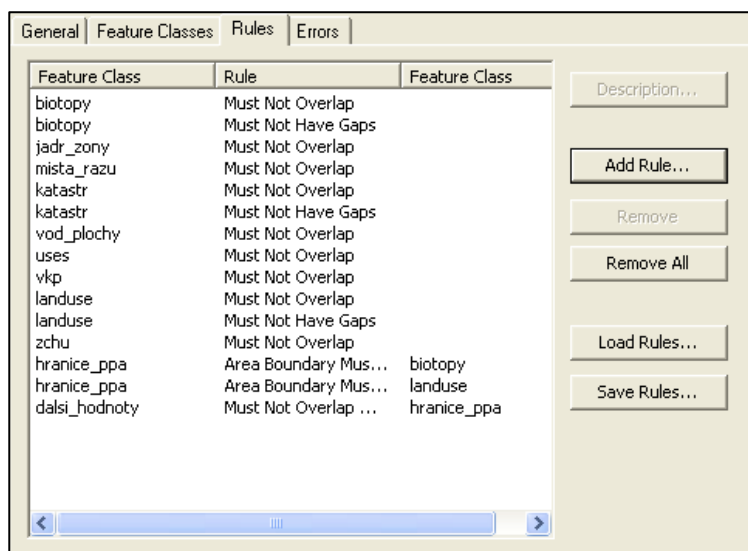 General Feature Classes Rules Errors
Feature Class Rule Feature Class
biotopy Must Not Overlap
biotopy Must Not Have Gaps
jadr_zony Must Not Overlap
mista_razu Must Not Overlap
katastr Must Not Overlap
katastr Must Not Have Gaps
vod_plochy Must Not Overlap
uses Must Not Overlap
vkp Must Not Overlap
landuse Must Not Overlap
landuse Must Not Have Gaps
zchu Must Not Overlap
hranice_ppa Area Boundary Mus... biotopy
hranice_ppa Area Boundary Mus... landuse
dalsi_hodnoty Must Not Overlap ... hranice_ppa
Description...
Add Rule...
Remove
Remove All
Load Rules...
Save Rules...